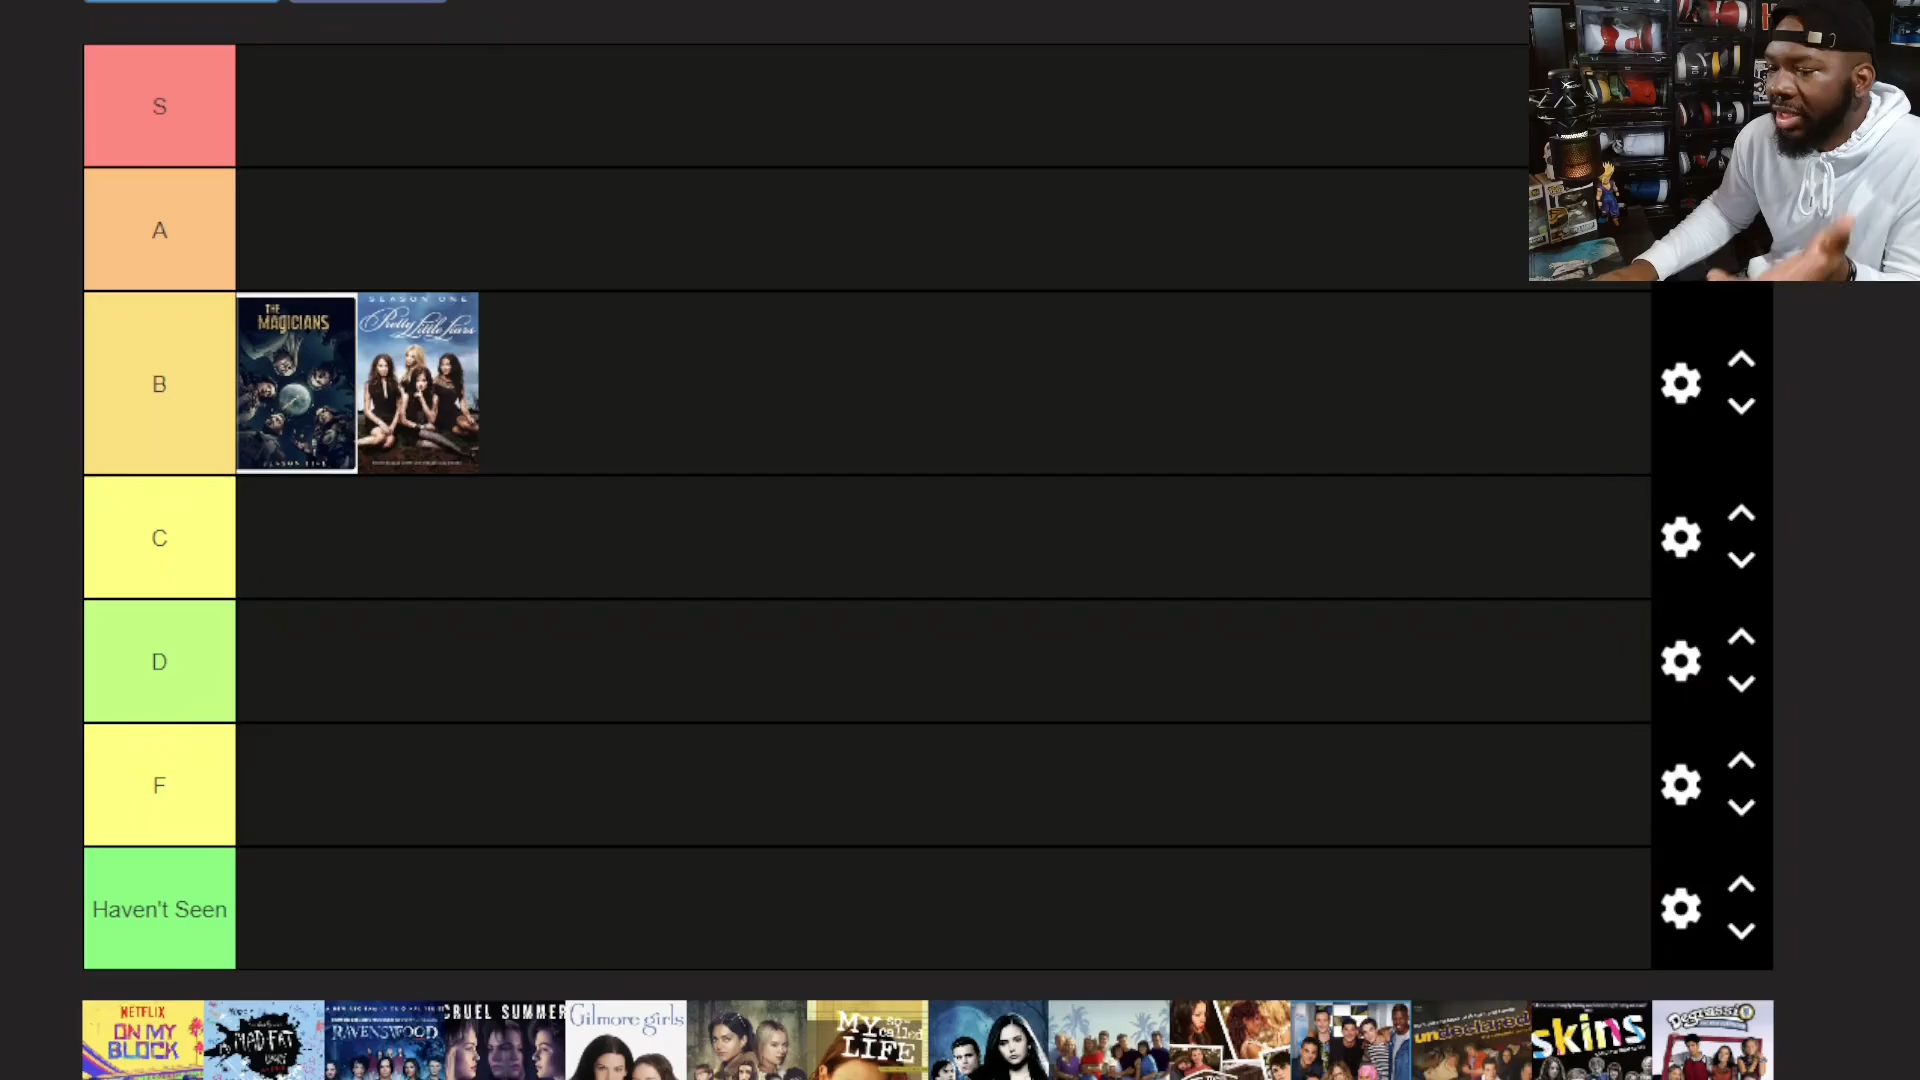 S
A
B
THE
MAGICIANS
SEASON ONE
Pretty Little Liars
C
D
F
Haven't Seen
NETFLIX
ON MY
BLOCK
MY MAD FAT
RAVENSWOOD
CRUEL SUMMER
Gilmore girls
MY so-
called
LIFE
undeclared
skins
Degrassi